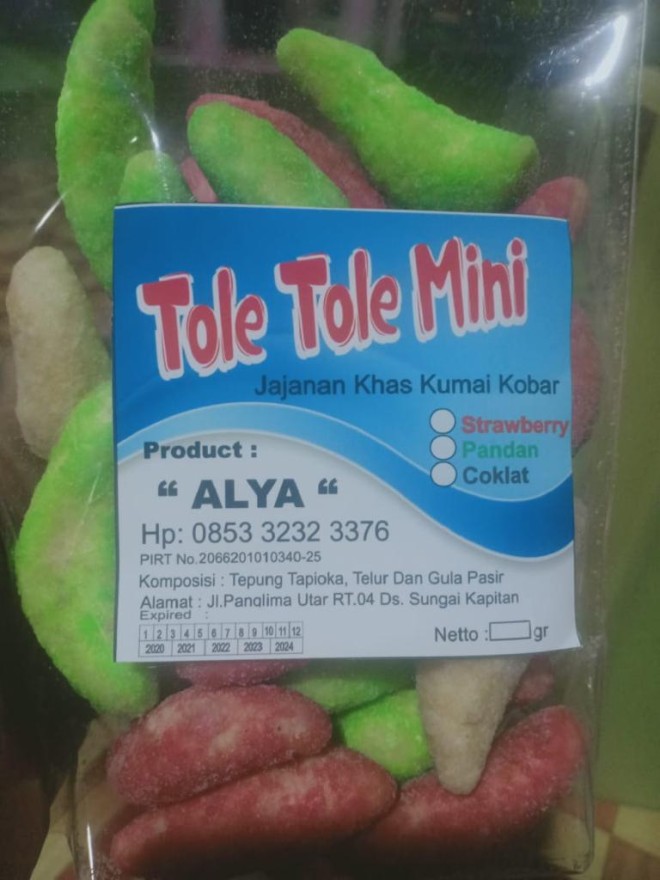 Tole Tole Mini
Jajanan Khas Kumai Kobar
Strawberry
Pandan
Coklat
Product :
“ ALYA “
Hp: 0853 3232 3376
PIRT No.2066201010340-25
Komposisi : Tepung Tapioka, Telur Dan Gula Pasir
Alamat : Jl.Panglima Utar RT.04 Ds. Sungai Kapitan
Expired :
1 2 3 4 5 6 7 8 9 10 11 12
2020 2021 2022 2023 2024
Netto : gr